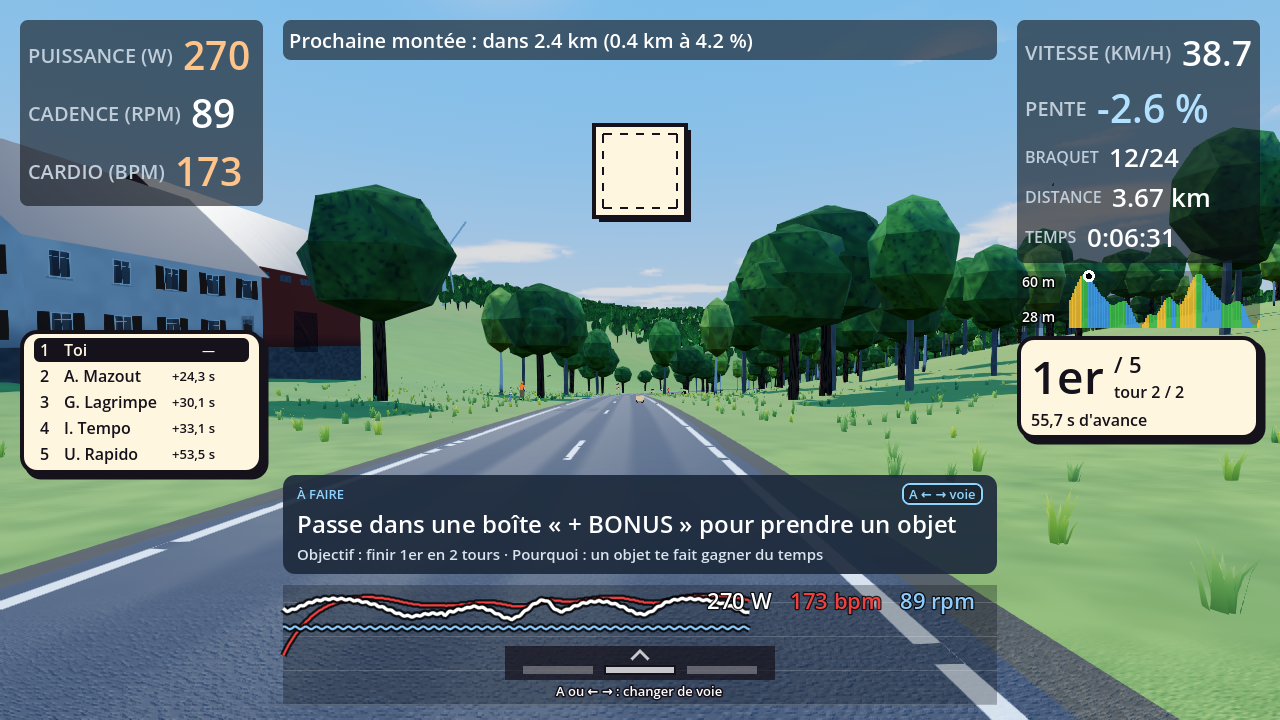 PUISSANCE (W) 270
CADENCE (RPM) 89
CARDIO (BPM) 173
Prochaine montée : dans 2.4 km (0.4 km à 4.2 %)
VITESSE (KM/H) 38.7
PENTE -2.6 %
BRAQUET 12/24
DISTANCE 3.67 km
TEMPS 0:06:31
60 m
28 m
1 Toi —
2 A. Mazout +24,3 s
3 G. Lagrimpe +30,1 s
4 I. Tempo +33,1 s
5 U. Rapido +53,5 s
1er / 5
tour 2 / 2
55,7 s d'avance
À FAIRE
A ← → voie
Passe dans une boîte « + BONUS » pour prendre un objet
Objectif : finir 1er en 2 tours · Pourquoi : un objet te fait gagner du temps
270 W 173 bpm 89 rpm
A ou ← → : changer de voie